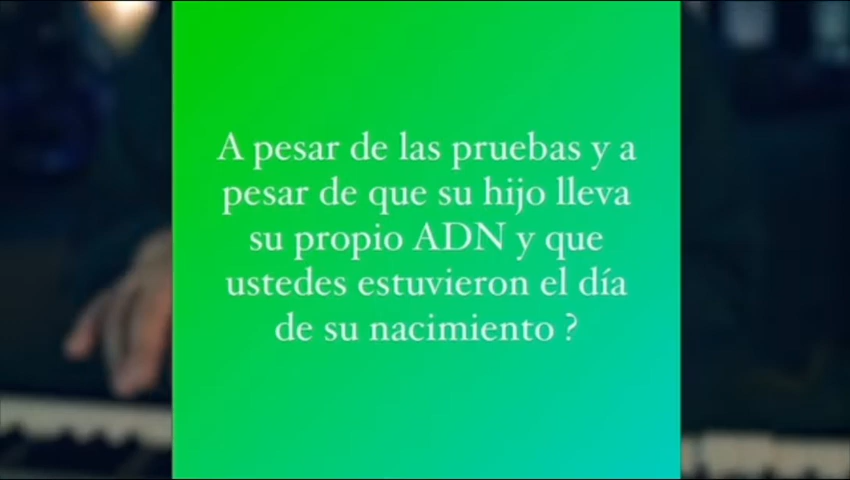 A pesar de las pruebas y a
pesar de que su hijo lleva
su propio ADN y que
ustedes estuvieron el día
de su nacimiento ?